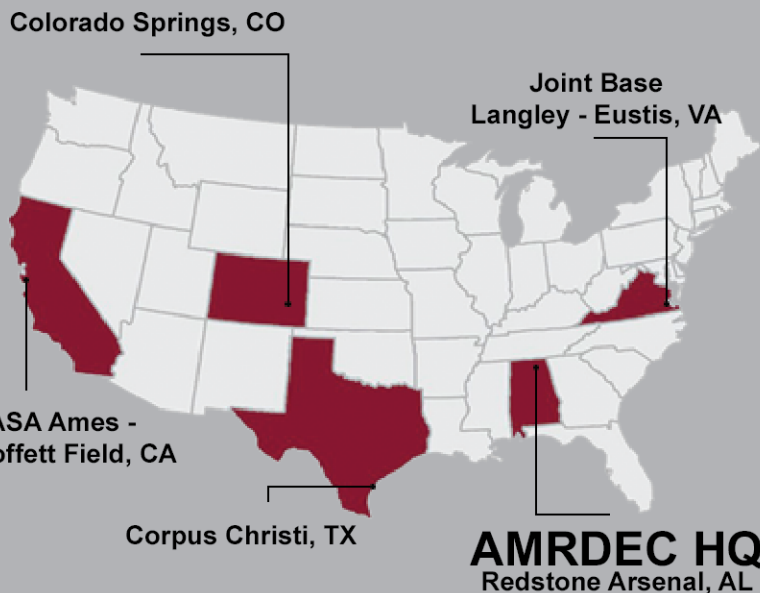 Colorado Springs, CO
Joint Base
Langley - Eustis, VA
ASA Ames -
offett Field, CA
Corpus Christi, TX
AMRDEC HQ
Redstone Arsenal, AL